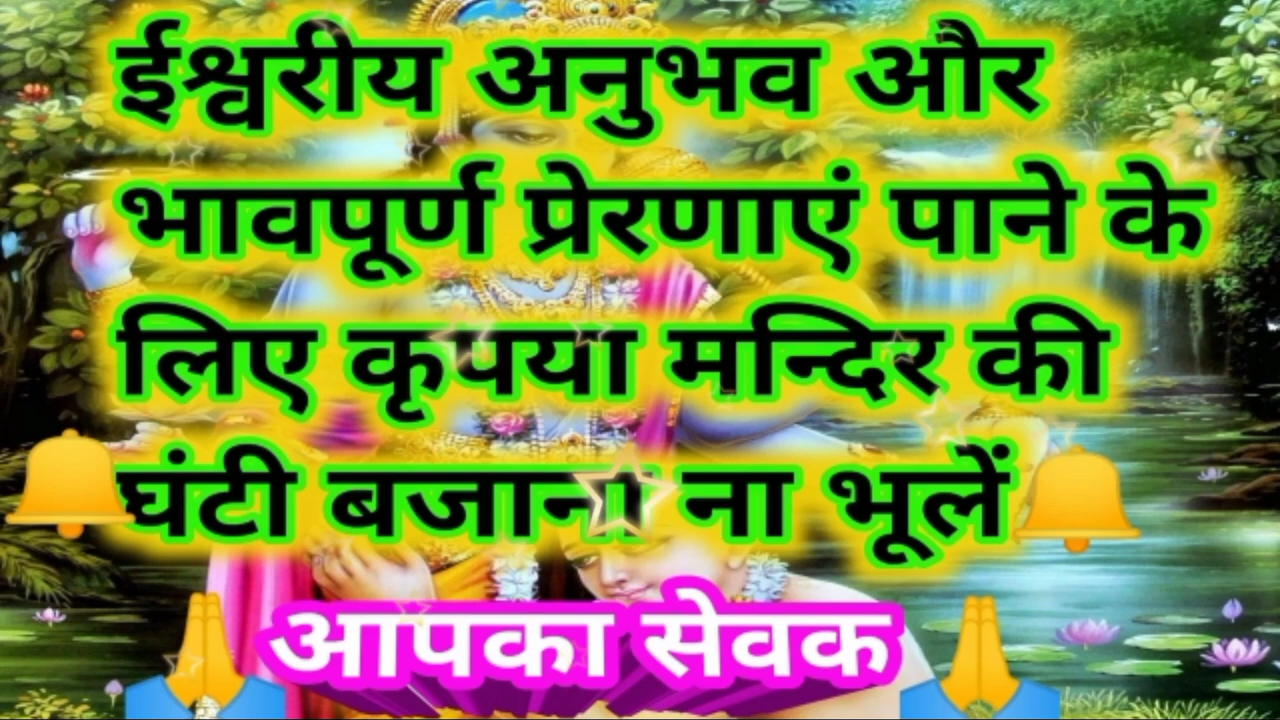 ईश्वरीय अनुभव और
भावपूर्ण प्रेरणाएं पाने के
लिए कृपया मन्दिर की
घंटी बजाना ना भूलें
आपका सेवक